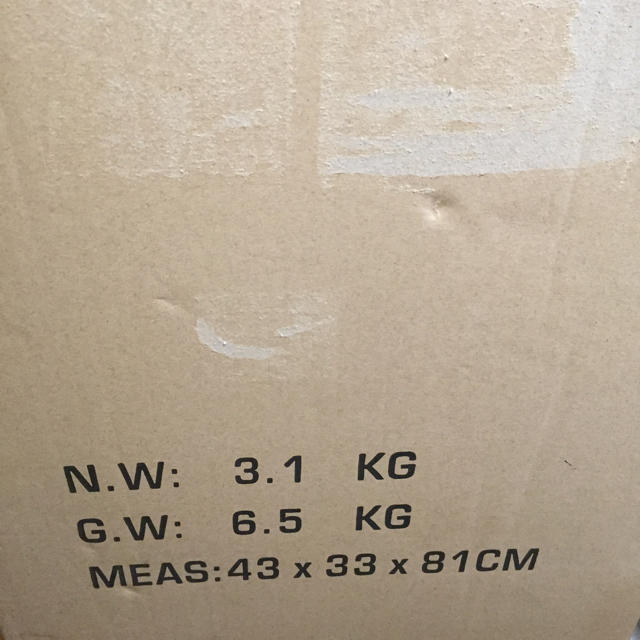 N.W: 3.1 KG
G.W: 6.5 KG
MEAS:43 x 33 x 81CM